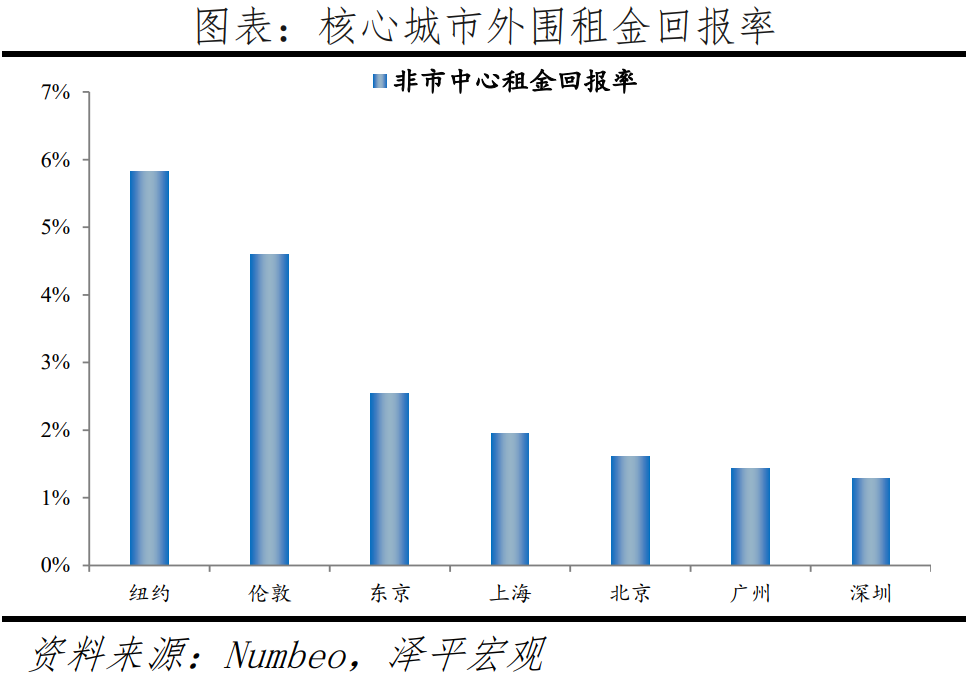 图表：核心城市外围租金回报率
非市中心租金回报率
7%
6%
5%
4%
3%
2%
1%
0%
纽约 伦敦 东京 上海 北京 广州 深圳
资料来源：Numbeo，泽平宏观